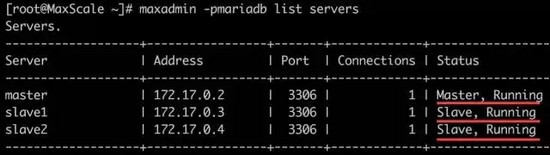 [root@MaxScale ~]# maxadmin -pmariadb list servers
Servers.
-------------------+-----------------+-------+-------------+--------------------
Server             | Address         | Port  | Connections | Status
-------------------+-----------------+-------+-------------+--------------------
master             | 172.17.0.2      |  3306 |           1 | Master, Running
slave1             | 172.17.0.3      |  3306 |           1 | Slave, Running
slave2             | 172.17.0.4      |  3306 |           1 | Slave, Running
-------------------+-----------------+-------+-------------+--------------------